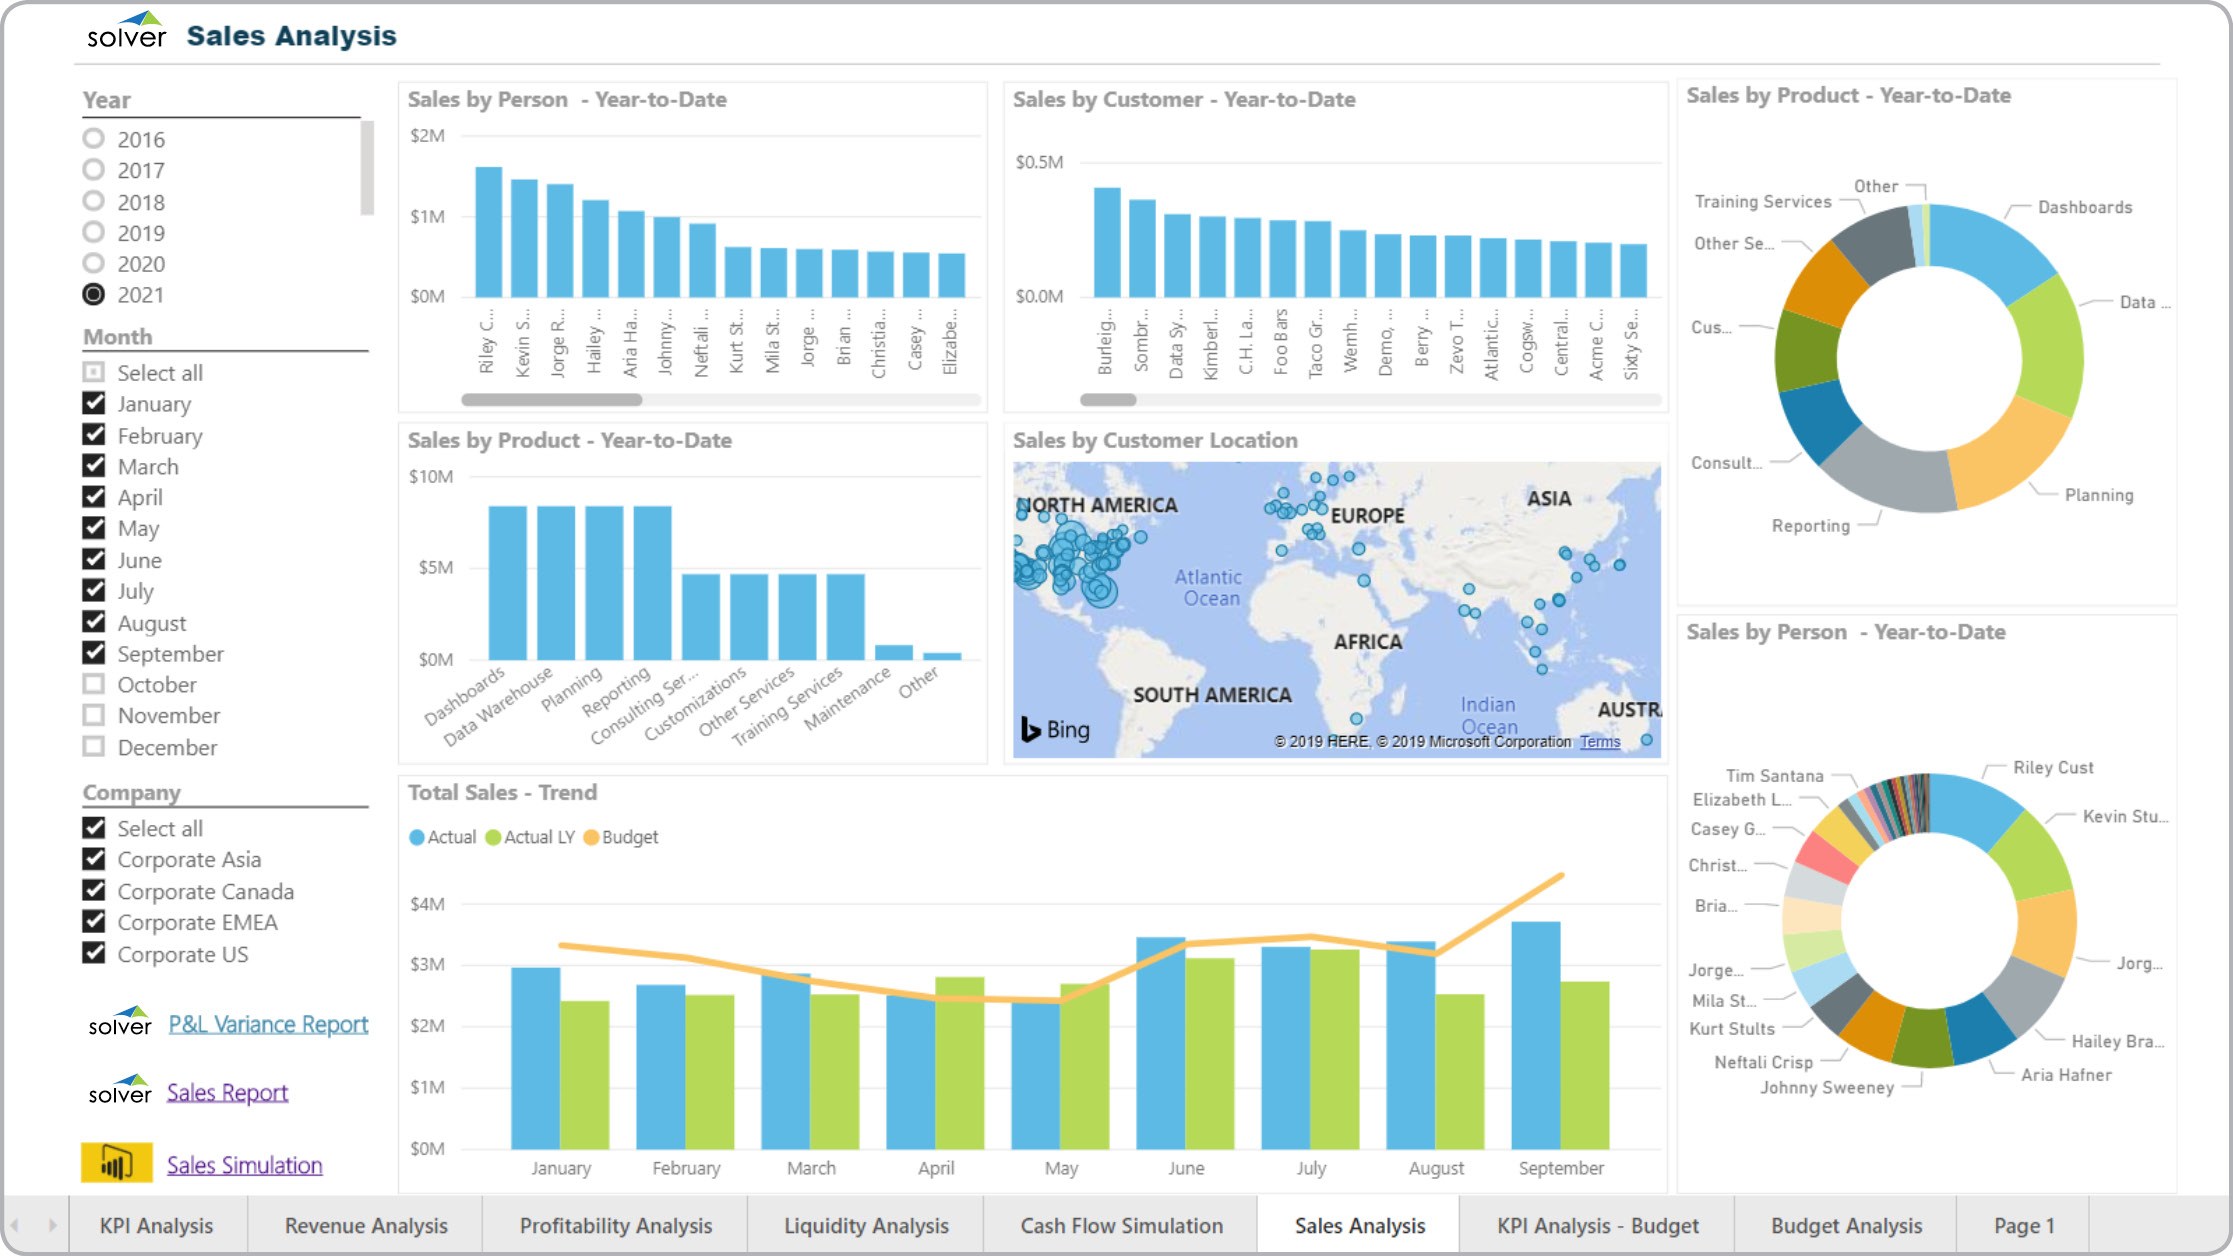 solver Sales Analysis
Year
2016
2017
2018
2019
2020
2021
Month
Select all
January
February
March
April
May
June
July
August
September
October
November
December
Company
Select all
Corporate Asia
Corporate Canada
Corporate EMEA
Corporate US
solver P&L Variance Report
solver Sales Report
Sales Simulation
Sales by Person - Year-to-Date
$2M
$1M
$0M
Riley C...
Kevin S...
Jorge R...
Hailey ...
Aria Ha...
Johnny...
Neftali ...
Kurt St...
Mila St...
Jorge ...
Brian ...
Christia...
Casey ...
Elizabe...
Sales by Customer - Year-to-Date
$0.5M
$0.0M
Burleig...
Sombr...
Data Sy...
Kimberl...
C.H. La...
Foo Bars
Taco Gr...
Wernh...
Demo, ...
Berry ...
Zevo T...
Atlantic...
Cogsw...
Central...
Acme C...
Sixty Se...
Sales by Product - Year-to-Date
Other
Training Services
Other Se...
Cus...
Consult...
Reporting
Dashboards
Data ...
Planning
Sales by Product - Year-to-Date
$10M
$5M
$0M
Dashboards
Data Warehouse
Planning
Reporting
Consulting Ser...
Customizations
Other Services
Training Services
Maintenance
Other
Sales by Customer Location
NORTH AMERICA
EUROPE
ASIA
Atlantic
Ocean
AFRICA
SOUTH AMERICA
Indian
Ocean
AUSTR
Bing
© 2019 HERE, © 2019 Microsoft Corporation Terms
Sales by Person - Year-to-Date
Tim Santana
Elizabeth L...
Casey G...
Christ...
Bria...
Jorge...
Mila St...
Kurt Stults
Neftali Crisp
Johnny Sweeney
Riley Cust
Kevin Stu...
Jorg...
Hailey Bra...
Aria Hafner
Total Sales - Trend
Actual Actual LY Budget
$4M
$3M
$2M
$1M
$0M
January February March April May June July August September
KPI Analysis Revenue Analysis Profitability Analysis Liquidity Analysis Cash Flow Simulation Sales Analysis KPI Analysis - Budget Budget Analysis Page 1